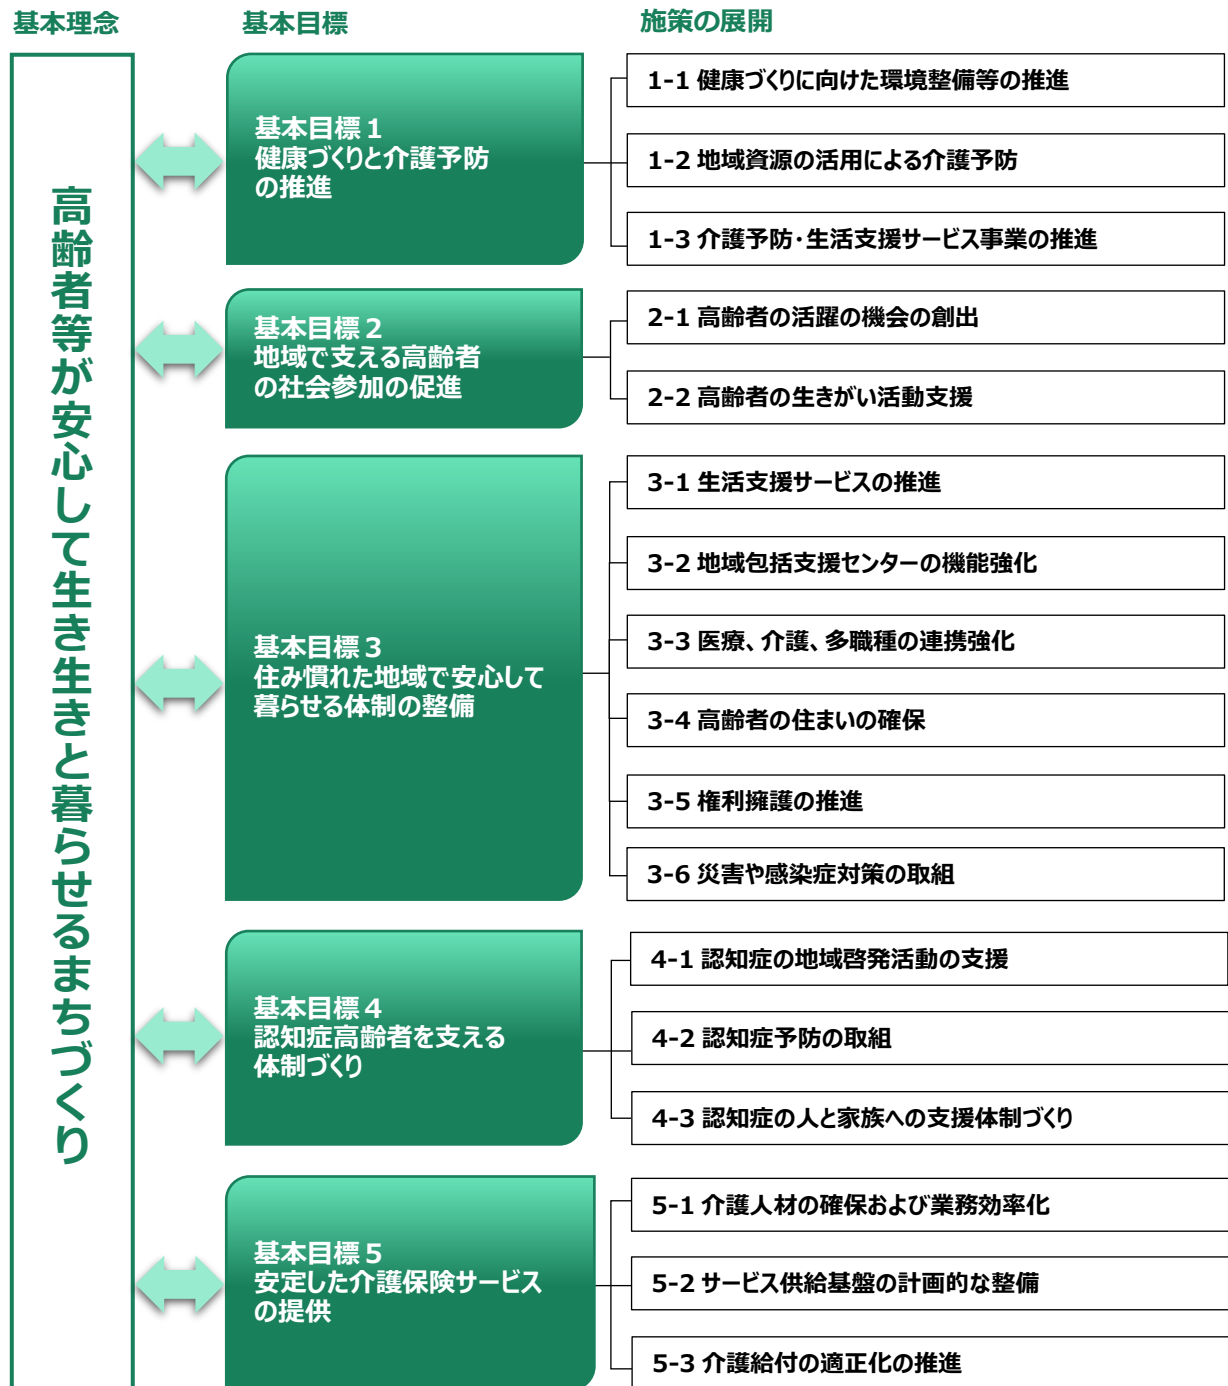 基本理念
基本目標
施策の展開
高齢者等が安心して生き生きと暮らせるまちづくり
基本目標１
健康づくりと介護予防
の推進
1-1 健康づくりに向けた環境整備等の推進
1-2 地域資源の活用による介護予防
1-3 介護予防・生活支援サービス事業の推進
基本目標２
地域で支える高齢者
の社会参加の促進
2-1 高齢者の活躍の機会の創出
2-2 高齢者の生きがい活動支援
基本目標３
住み慣れた地域で安心して
暮らせる体制の整備
3-1 生活支援サービスの推進
3-2 地域包括支援センターの機能強化
3-3 医療、介護、多職種の連携強化
3-4 高齢者の住まいの確保
3-5 権利擁護の推進
3-6 災害や感染症対策の取組
基本目標４
認知症高齢者を支える
体制づくり
4-1 認知症の地域啓発活動の支援
4-2 認知症予防の取組
4-3 認知症の人と家族への支援体制づくり
基本目標５
安定した介護保険サービス
の提供
5-1 介護人材の確保および業務効率化
5-2 サービス供給基盤の計画的な整備
5-3 介護給付の適正化の推進